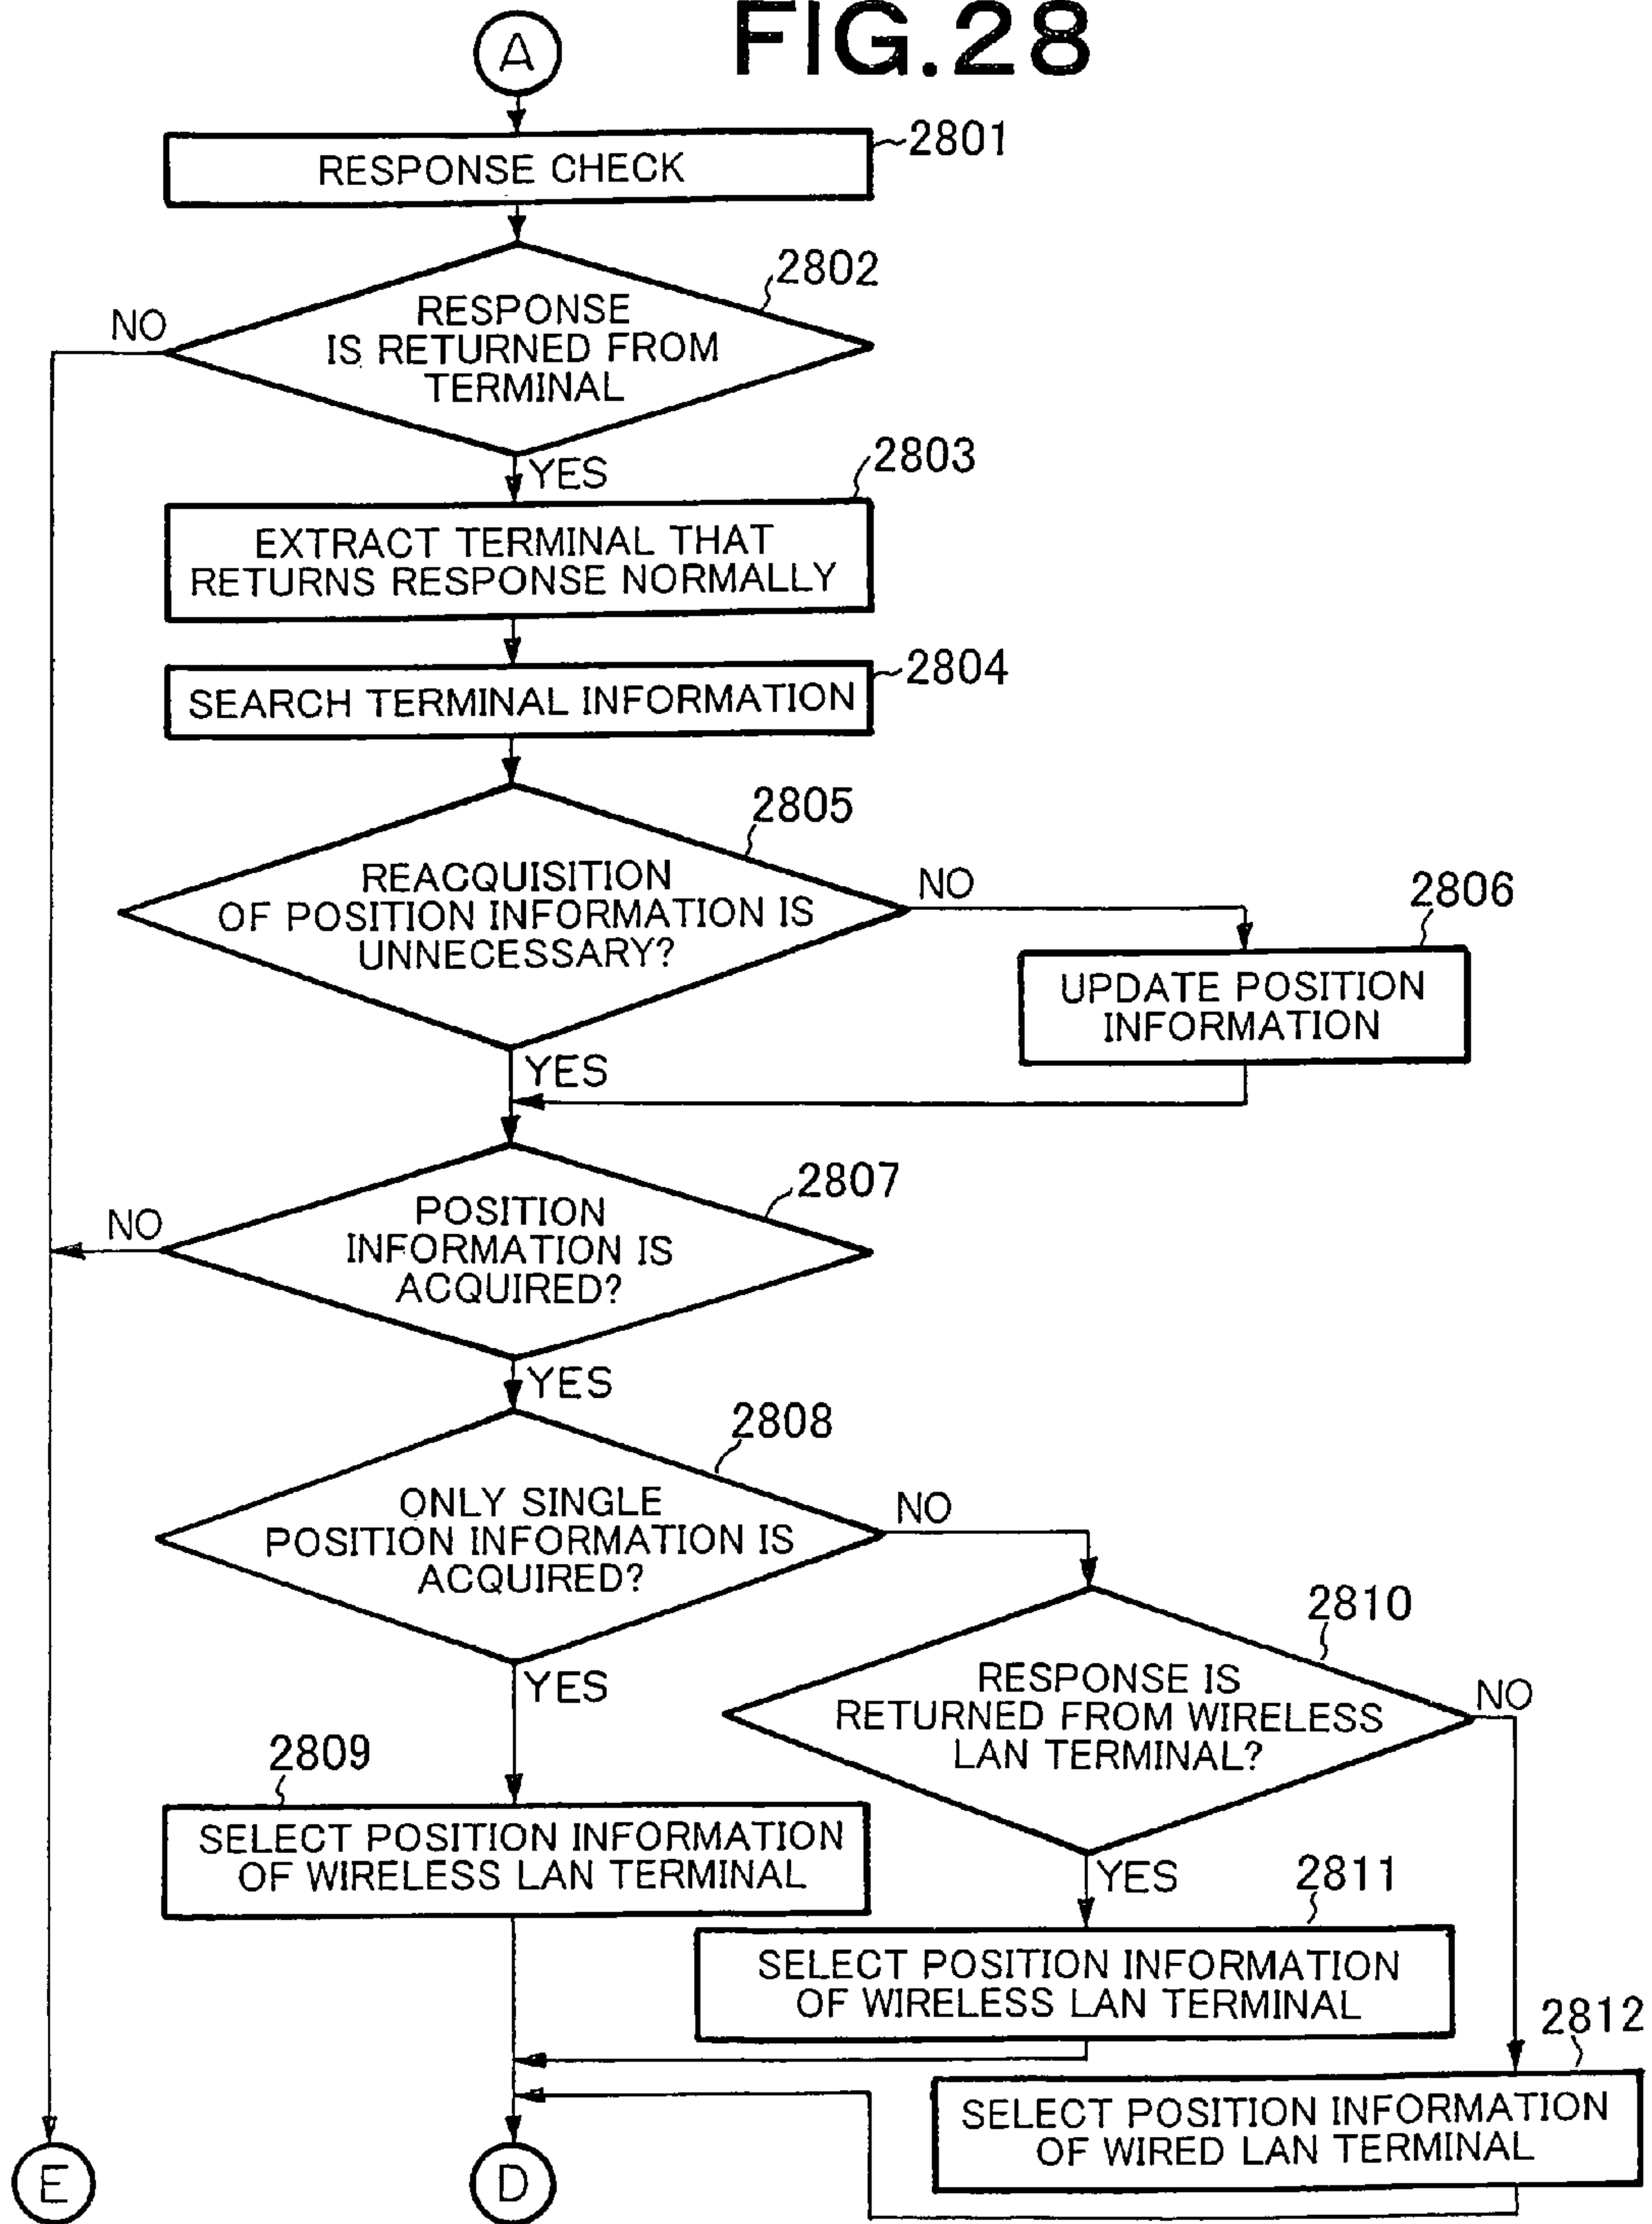 FIG.28
A
2801
RESPONSE CHECK
2802
NO
RESPONSE
IS RETURNED FROM
TERMINAL
YES
2803
EXTRACT TERMINAL THAT
RETURNS RESPONSE NORMALLY
2804
SEARCH TERMINAL INFORMATION
2805
REACQUISITION
OF POSITION INFORMATION IS
UNNECESSARY?
NO
2806
UPDATE POSITION
INFORMATION
YES
2807
NO
POSITION
INFORMATION IS
ACQUIRED?
YES
2808
ONLY SINGLE
POSITION INFORMATION IS
ACQUIRED?
NO
2810
YES
RESPONSE IS
RETURNED FROM WIRELESS
LAN TERMINAL?
NO
2809
SELECT POSITION INFORMATION
OF WIRELESS LAN TERMINAL
YES
2811
SELECT POSITION INFORMATION
OF WIRELESS LAN TERMINAL
2812
SELECT POSITION INFORMATION
OF WIRED LAN TERMINAL
E
D